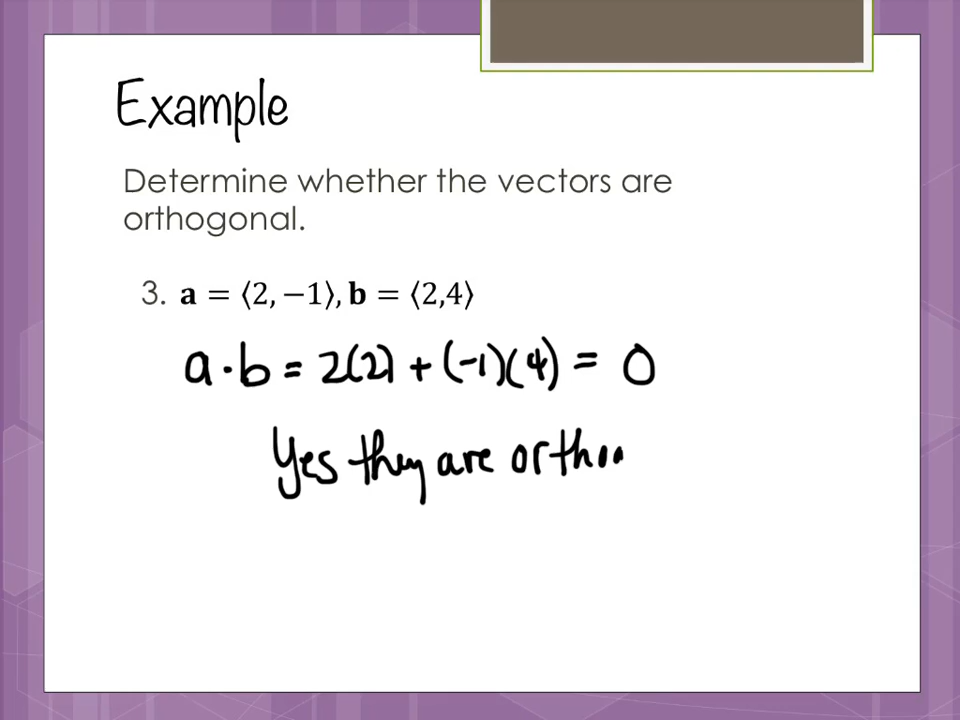 Example
Determine whether the vectors are
orthogonal.
3. a = ⟨2, −1⟩, b = ⟨2,4⟩
a · b = 2(2) + (-1)(4) = 0
Yes they are ortho